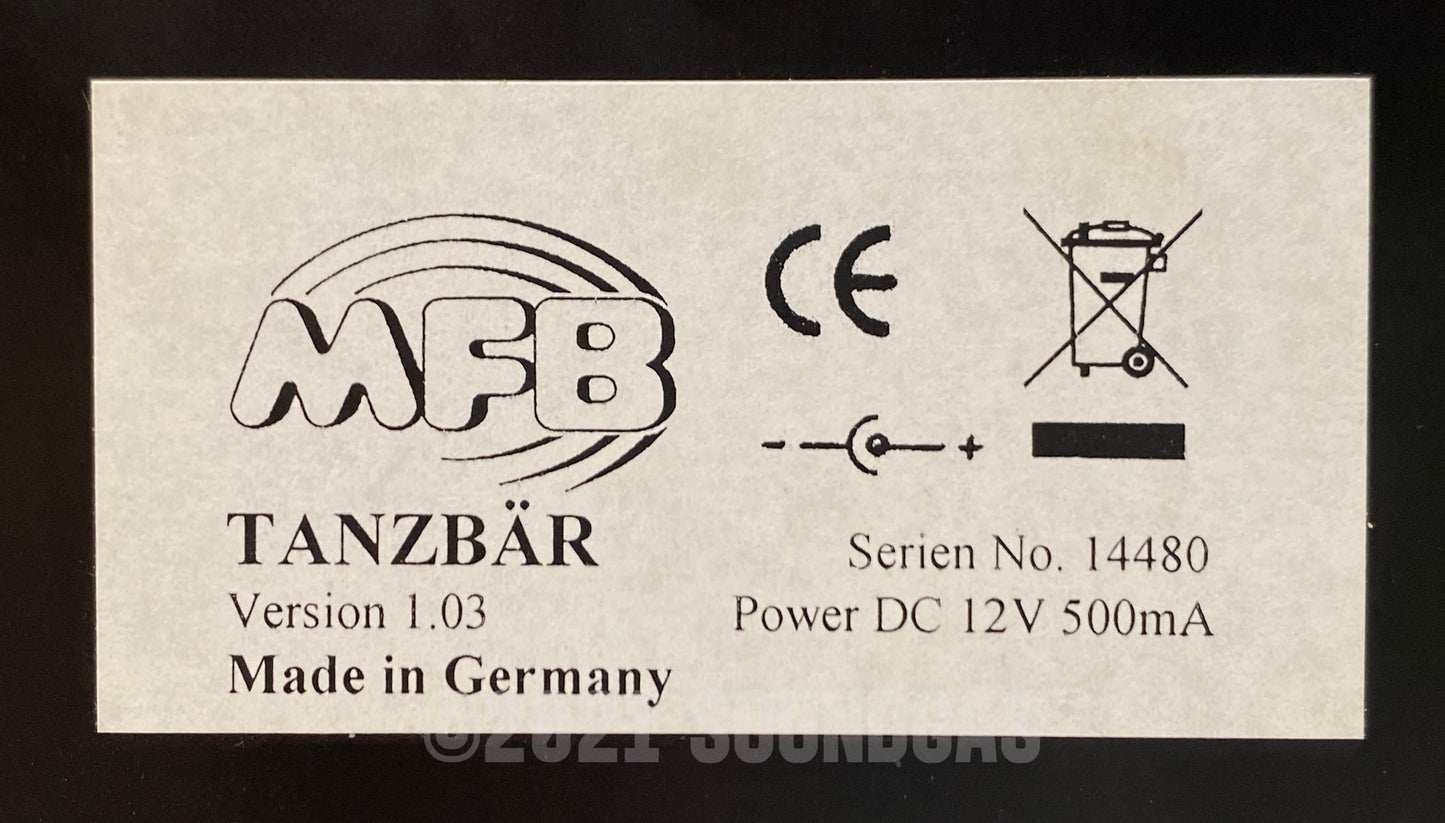 MFB
CE
- +
TANZBÄR
Version 1.03
Made in Germany
Serien No. 14480
Power DC 12V 500mA
©2021 SOUNDGAS